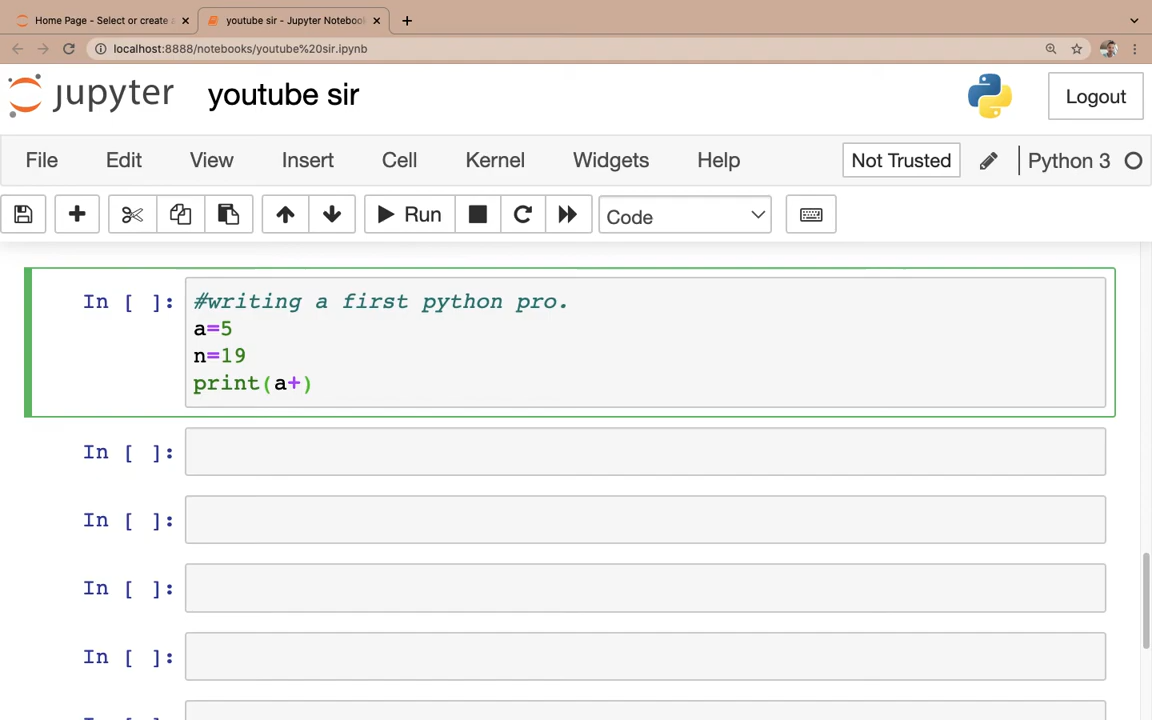 Home Page - Select or create a
youtube sir - Jupyter Notebook
localhost:8888/notebooks/youtube%20sir.ipynb
jupyter
youtube sir
Logout
File Edit View Insert Cell Kernel Widgets Help
Not Trusted
Python 3
Run
Code
In [ ]:
#writing a first python pro.
a=5
n=19
print(a+)
In [ ]:
In [ ]:
In [ ]:
In [ ]: